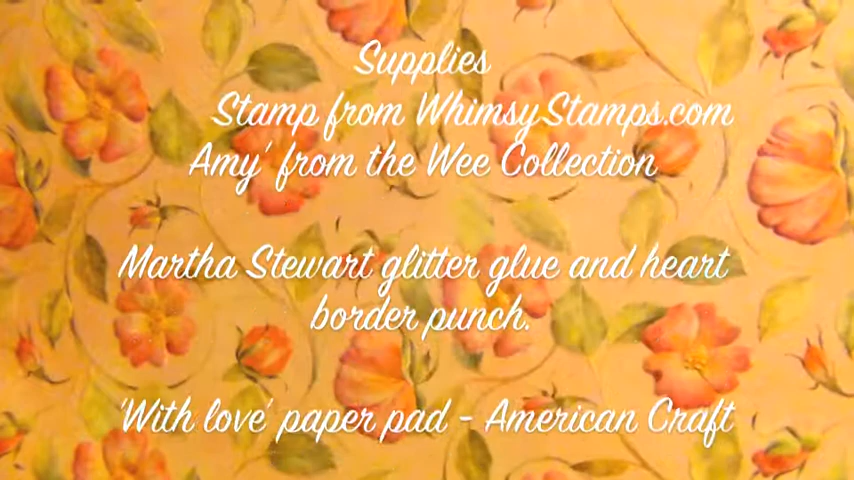 Supplies
Stamp from WhimsyStamps.com
Amy' from the Wee Collection
Martha Stewart glitter glue and heart
border punch.
'With love' paper pad - American Craft